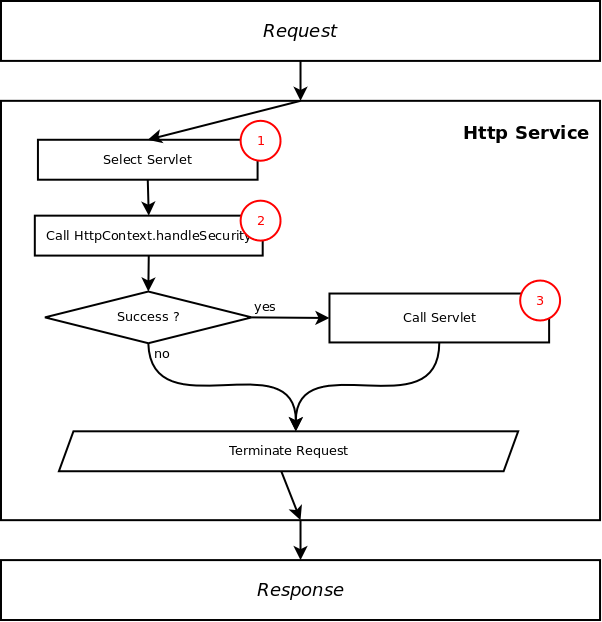 Request
Http Service
1
Select Servlet
2
Call HttpContext.handleSecurity
Success ?
yes
3
Call Servlet
no
Terminate Request
Response